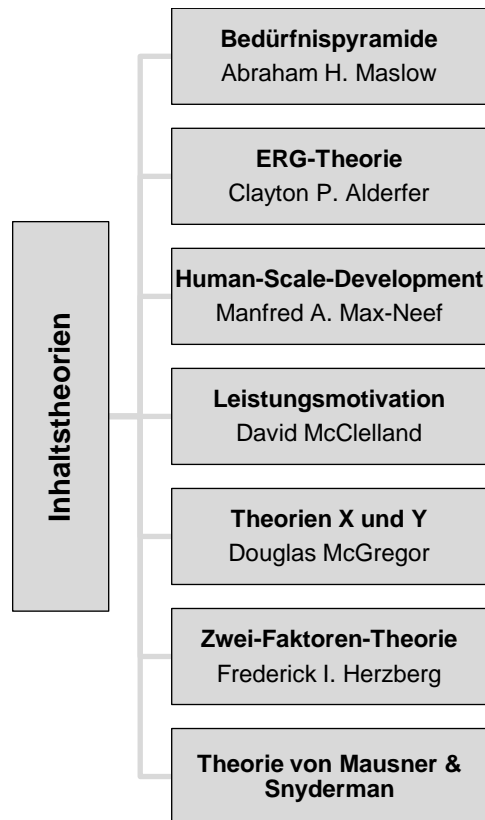 Inhaltstheorien
Bedürfnispyramide
Abraham H. Maslow
ERG-Theorie
Clayton P. Alderfer
Human-Scale-Development
Manfred A. Max-Neef
Leistungsmotivation
David McClelland
Theorien X und Y
Douglas McGregor
Zwei-Faktoren-Theorie
Frederick I. Herzberg
Theorie von Mausner &
Snyderman